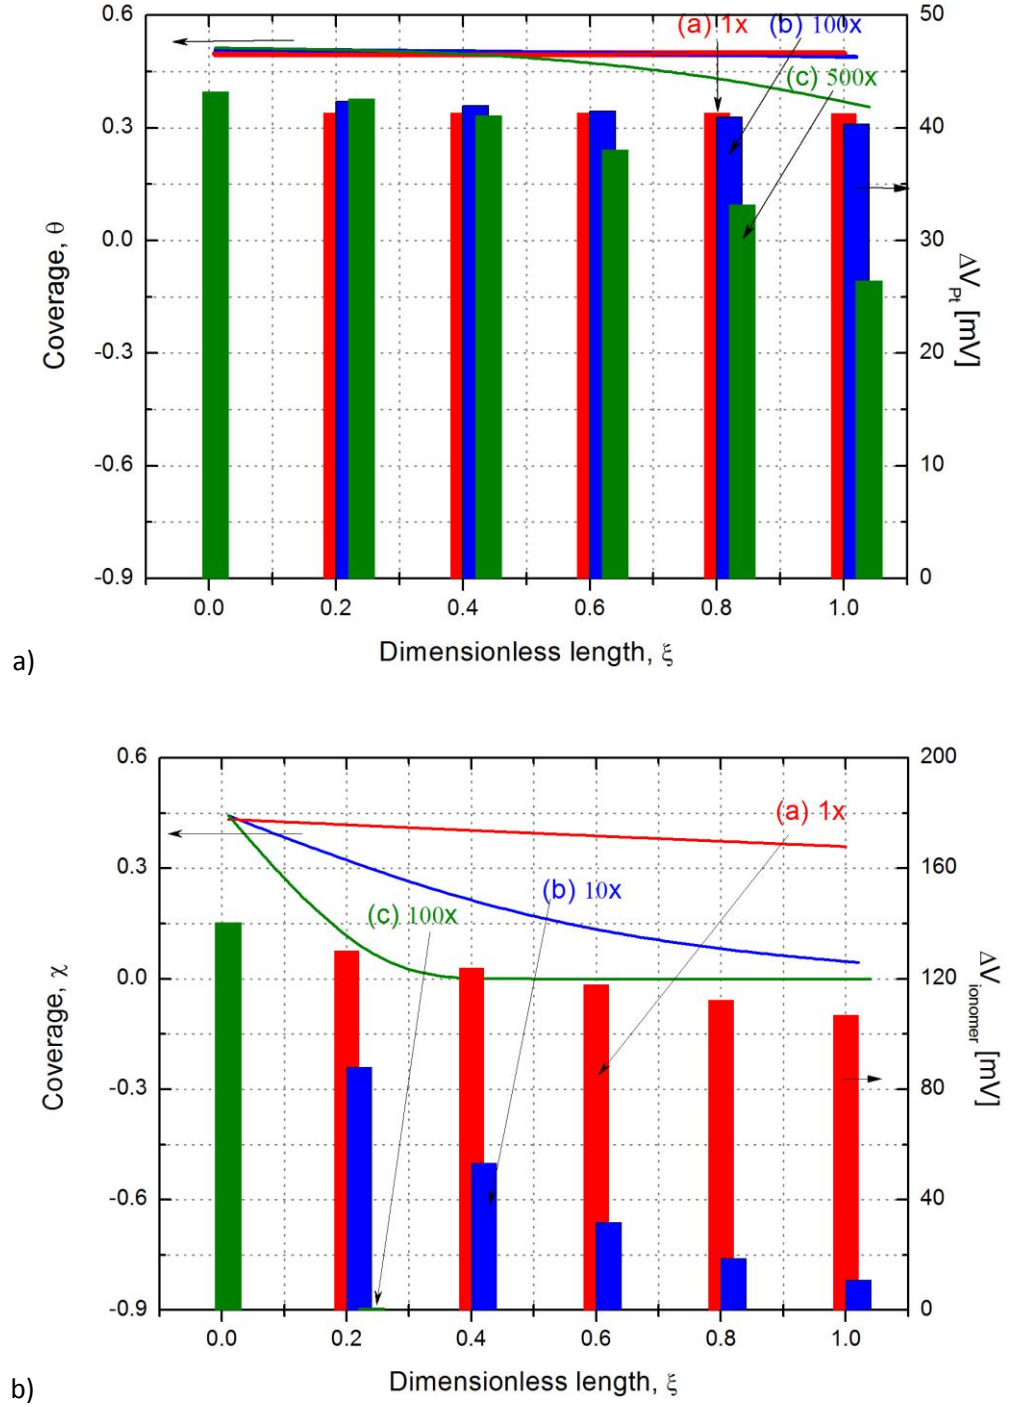 0.6
0.3
0.0
-0.3
-0.6
-0.9
Coverage, θ
(a) 1x
(b) 100x
(c) 500x
50
40
30
20
10
0
ΔV_Pt [mV]
0.0 0.2 0.4 0.6 0.8 1.0
Dimensionless length, ξ
a)
0.6
0.3
0.0
-0.3
-0.6
-0.9
Coverage, χ
(a) 1x
(b) 10x
(c) 100x
200
160
120
80
40
0
ΔV_ionomer [mV]
0.0 0.2 0.4 0.6 0.8 1.0
Dimensionless length, ξ
b)